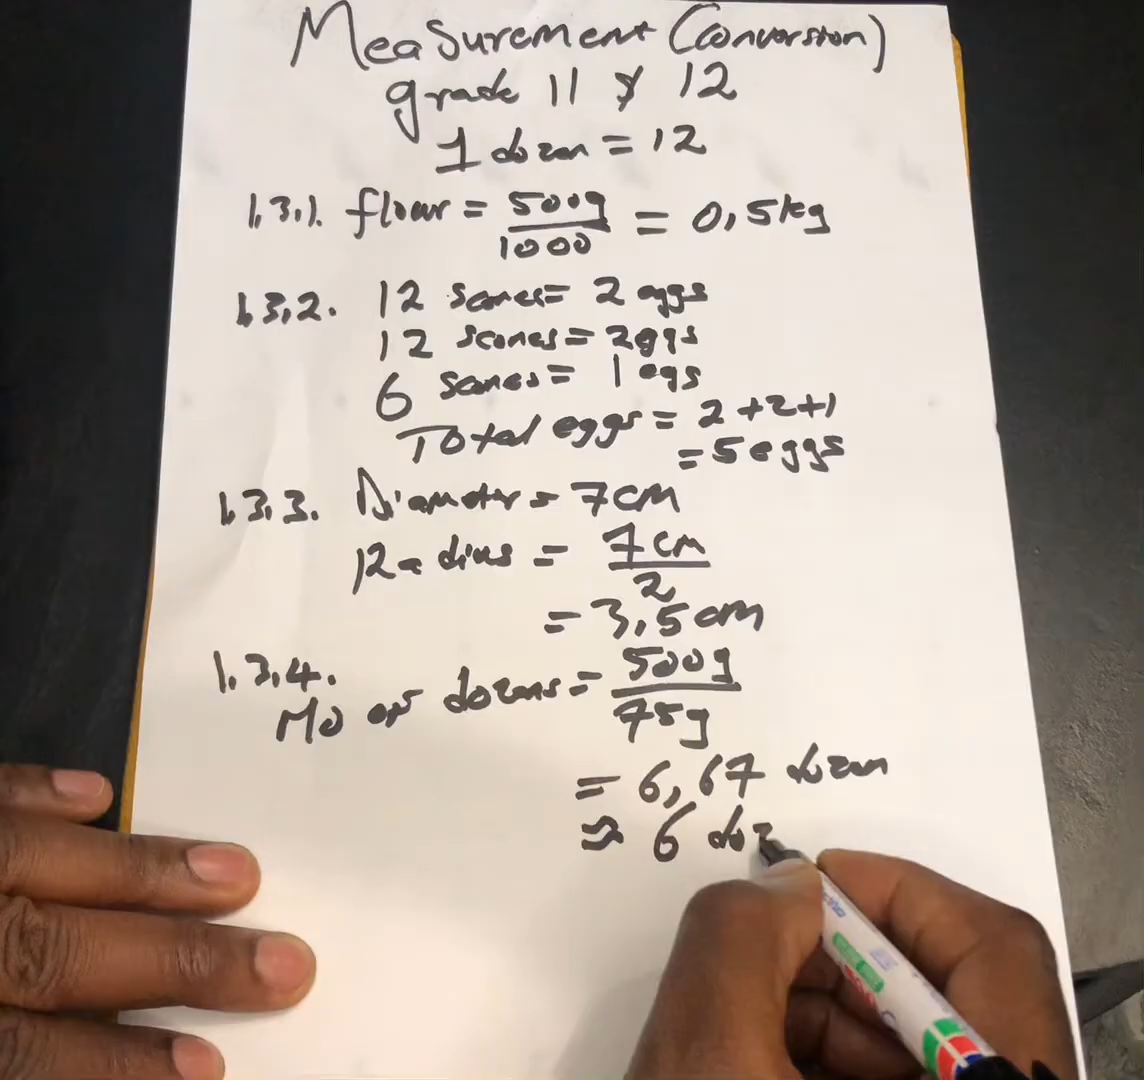 Measurement (Conversion)
grade 11 & 12
1 dozen = 12
1.3.1. flour = 500g / 1000 = 0,5kg
1.3.2. 12 scones = 2 eggs
12 scones = 2 eggs
6 scones = 1 egs
Total eggs = 2 +2+1
= 5 eggs
1.3.3. Diameter = 7cm
Radius = 7cm / 2
= 3,5cm
1.3.4.
No of dozens = 500g / 75g
= 6,67 dozen
≈ 6 doz